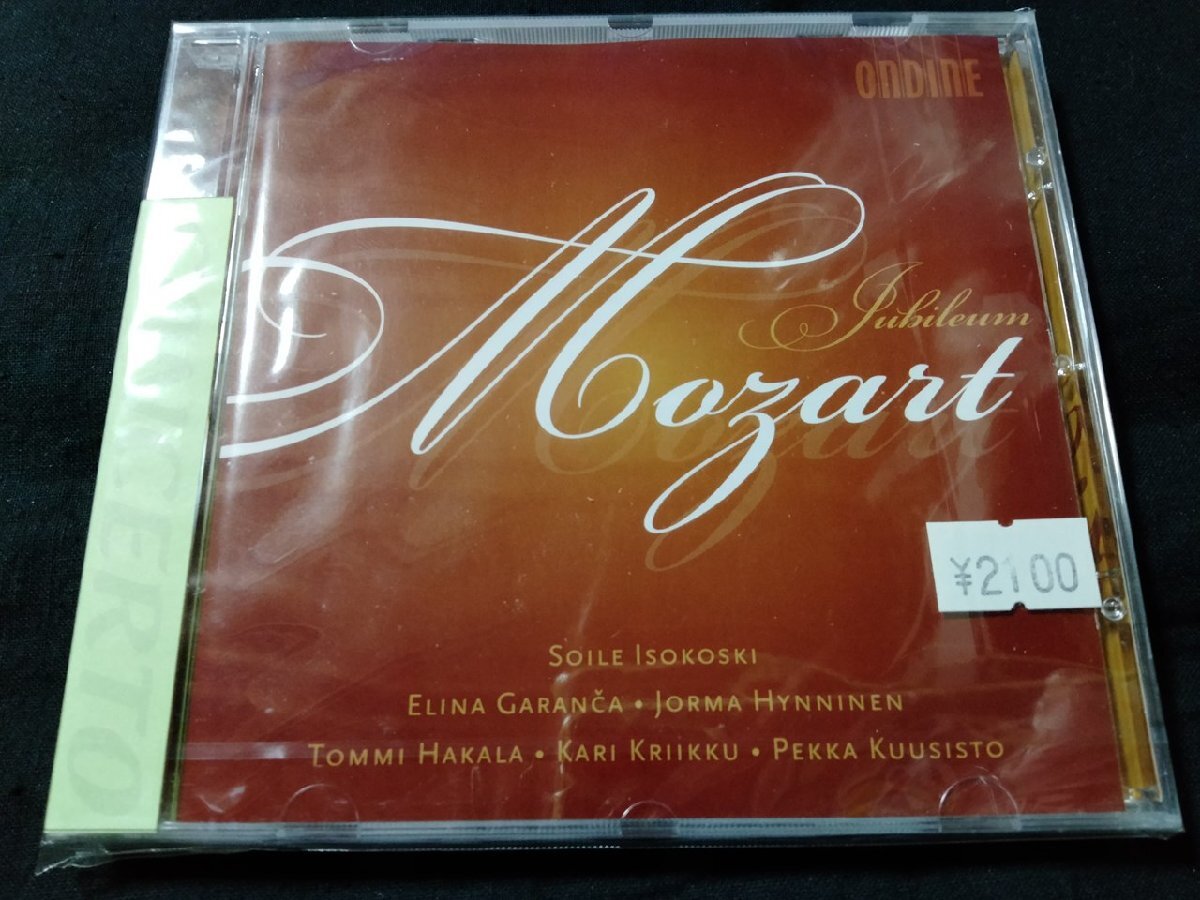 ONDINE
Jubileum
Mozart
¥2100
SOILE ISOKOSKI
ELINA GARANČA • JORMA HYNNINEN
TOMMI HAKALA • KARI KRIIKKU • PEKKA KUUSISTO